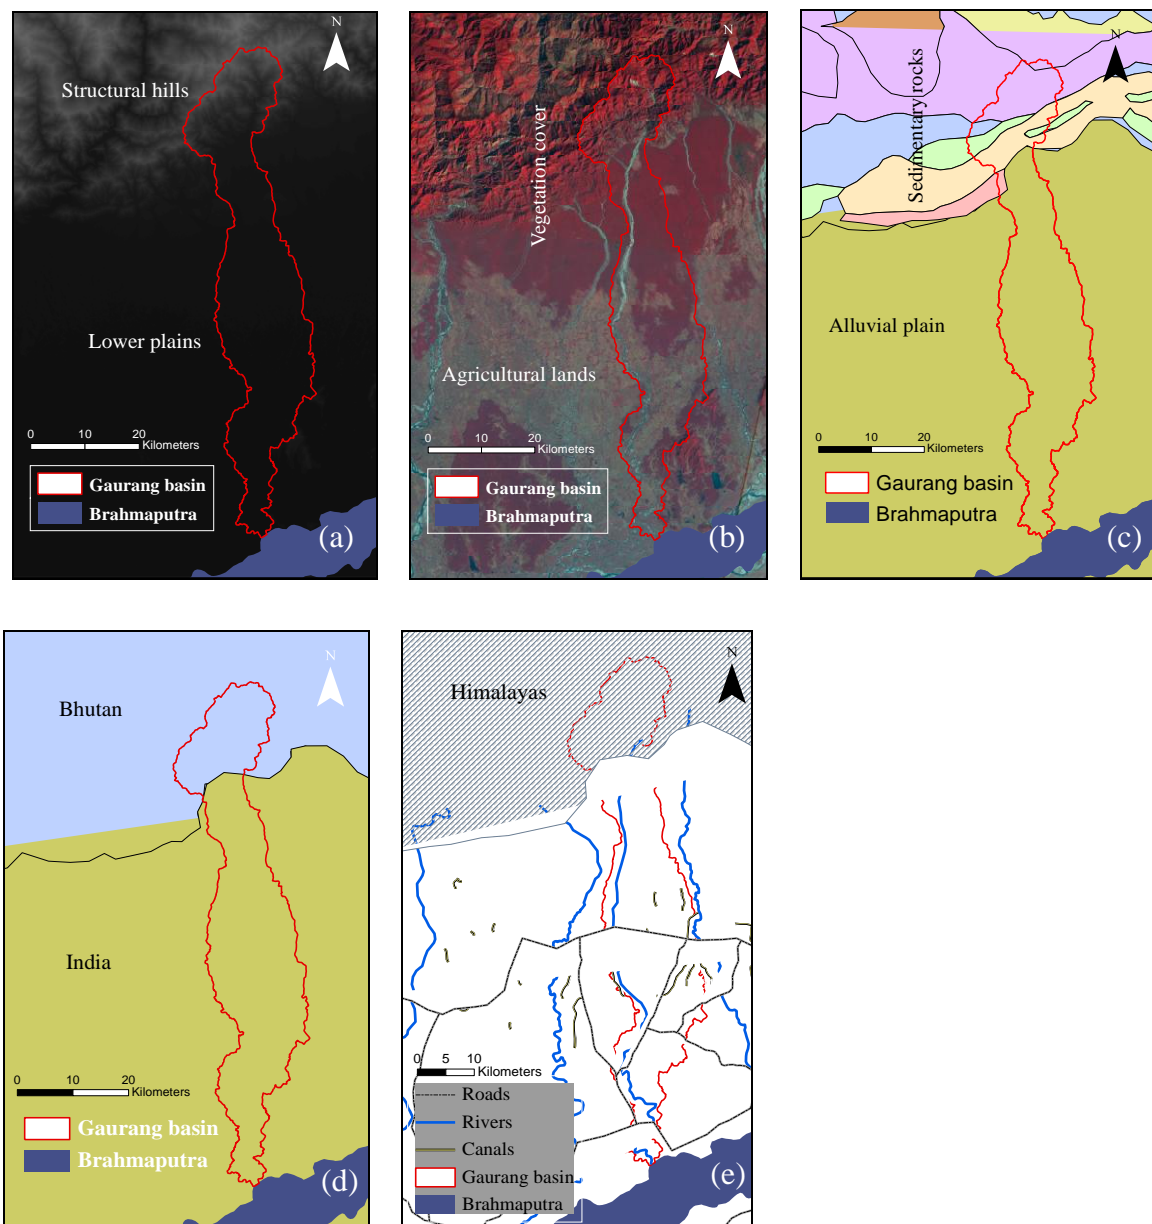 N
Structural hills
Lower plains
0 10 20
Kilometers
Gaurang basin
Brahmaputra
(a)
N
Vegetation cover
Agricultural lands
0 10 20
Kilometers
Gaurang basin
Brahmaputra
(b)
N
Sedimentary rocks
Alluvial plain
0 10 20
Kilometers
Gaurang basin
Brahmaputra
(c)
N
Bhutan
India
0 10 20
Kilometers
Gaurang basin
Brahmaputra
(d)
N
Himalayas
0 5 10
Kilometers
Roads
Rivers
Canals
Gaurang basin
Brahmaputra
(e)